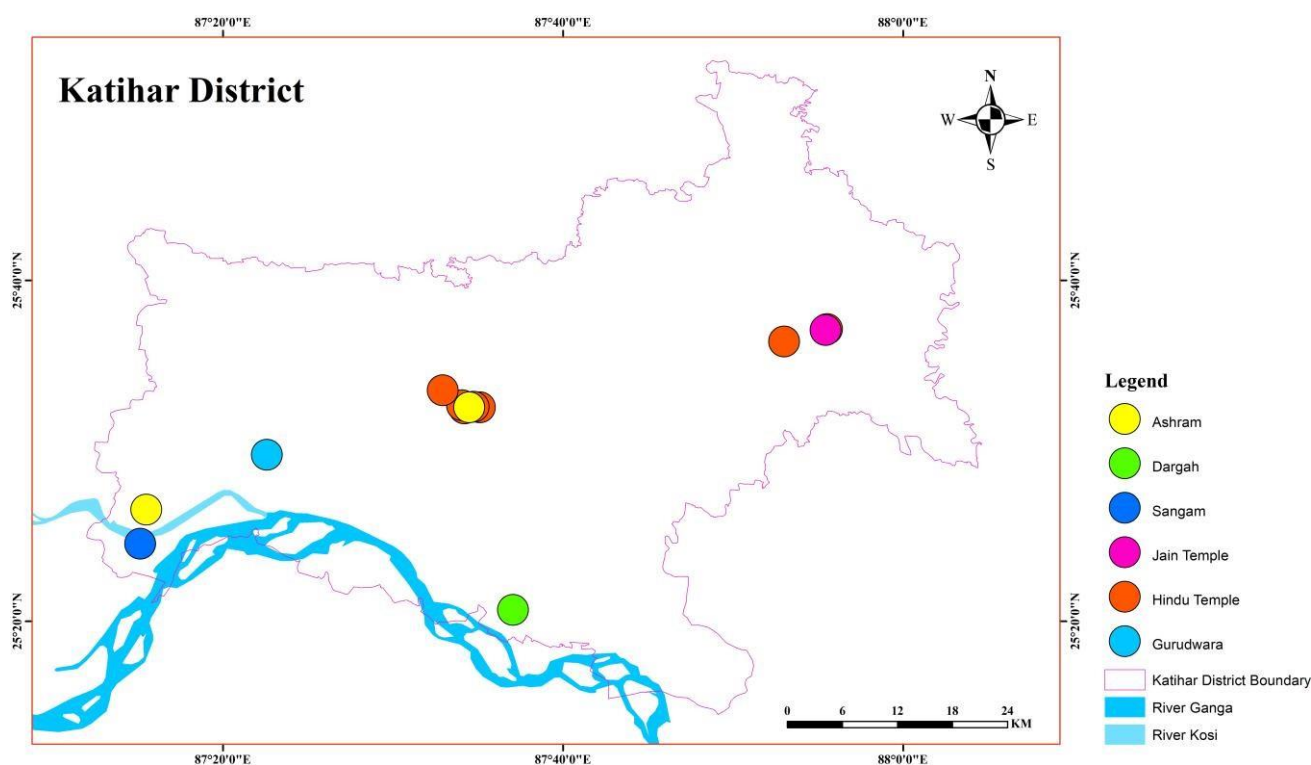 87°20'0"E 87°40'0"E 88°0'0"E
Katihar District
N
W E
S
25°40'0"N 25°40'0"N
25°20'0"N 25°20'0"N
Legend
Ashram
Dargah
Sangam
Jain Temple
Hindu Temple
Gurudwara
Katihar District Boundary
River Ganga
River Kosi
0 6 12 18 24
KM
87°20'0"E 87°40'0"E 88°0'0"E